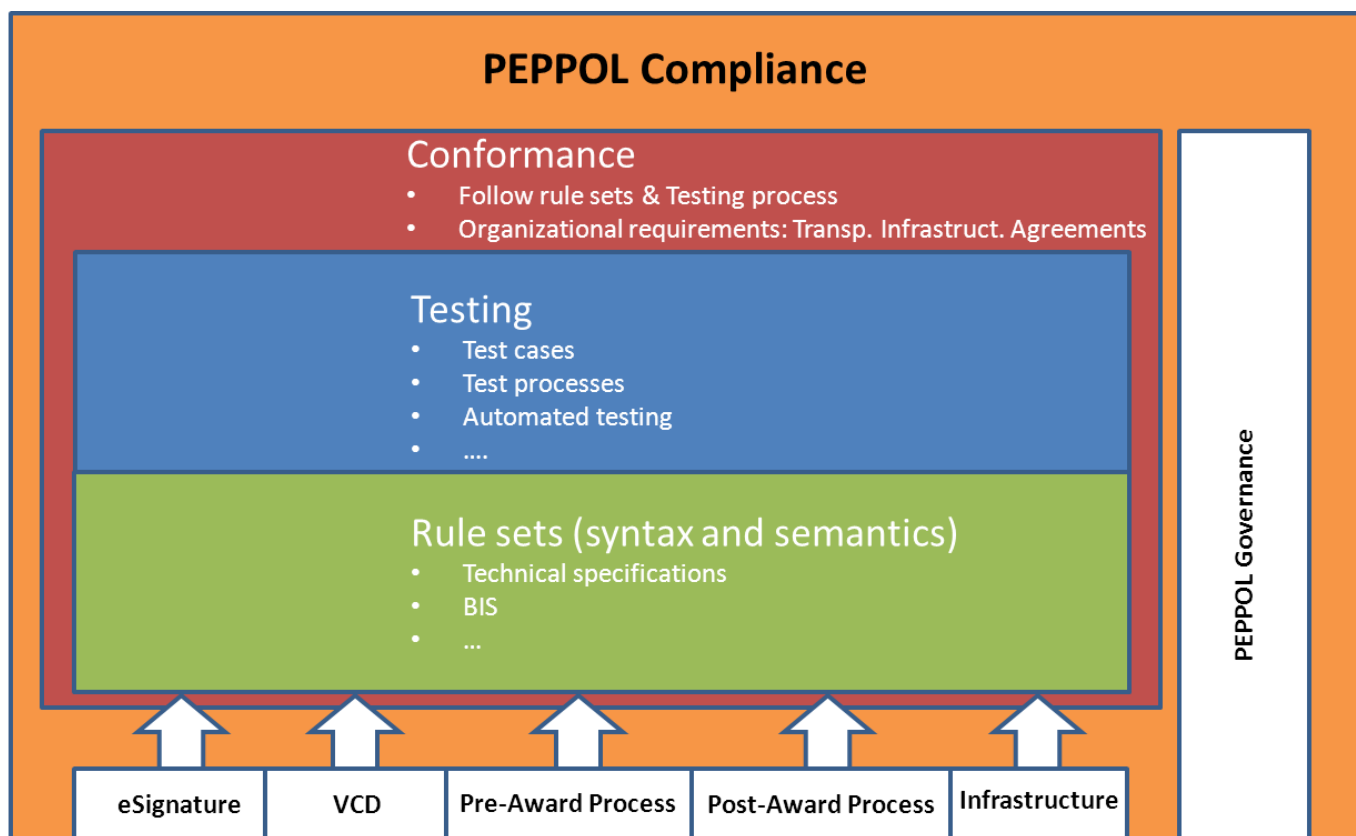 PEPPOL Compliance
Conformance
• Follow rule sets & Testing process
• Organizational requirements: Transp. Infrastruct. Agreements
Testing
• Test cases
• Test processes
• Automated testing
• ....
Rule sets (syntax and semantics)
• Technical specifications
• BIS
• ...
PEPPOL Governance
eSignature
VCD
Pre-Award Process
Post-Award Process
Infrastructure